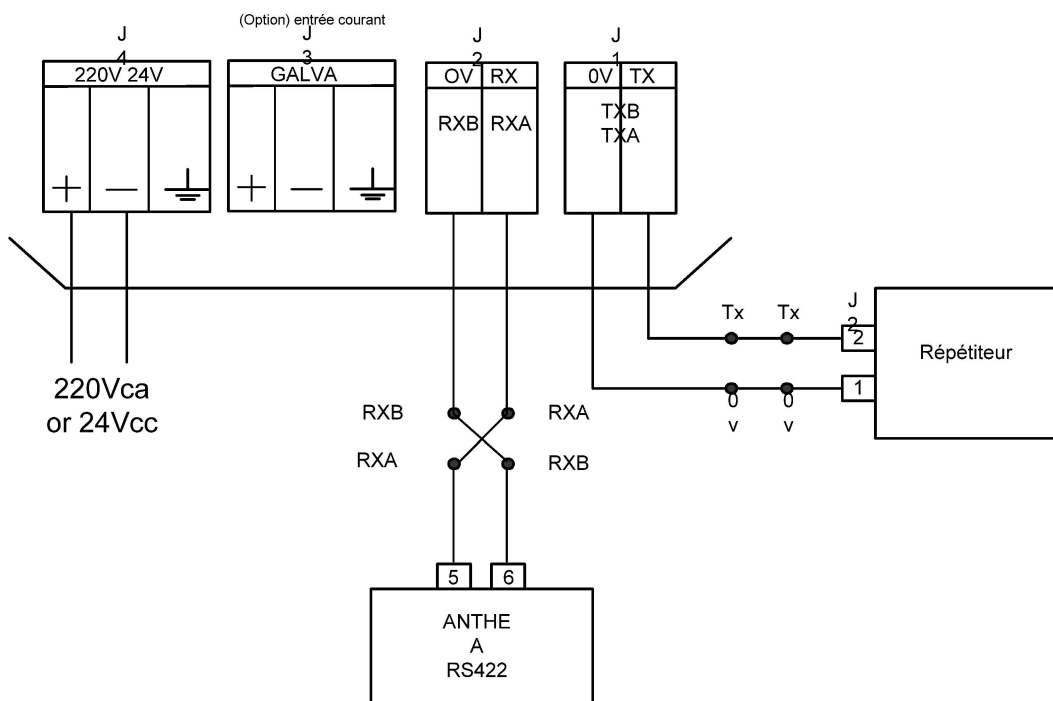 (Option) entrée courant
J
4
J
3
J
2
J
1
220V 24V
GALVA
OV RX
0V TX
RXB RXA
TXB
TXA
+ —
+ —
220Vca
or 24Vcc
Tx Tx
J
2
2
Répétiteur
1
0 0
v v
RXB RXA
RXA RXB
5 6
ANTHE
A
RS422